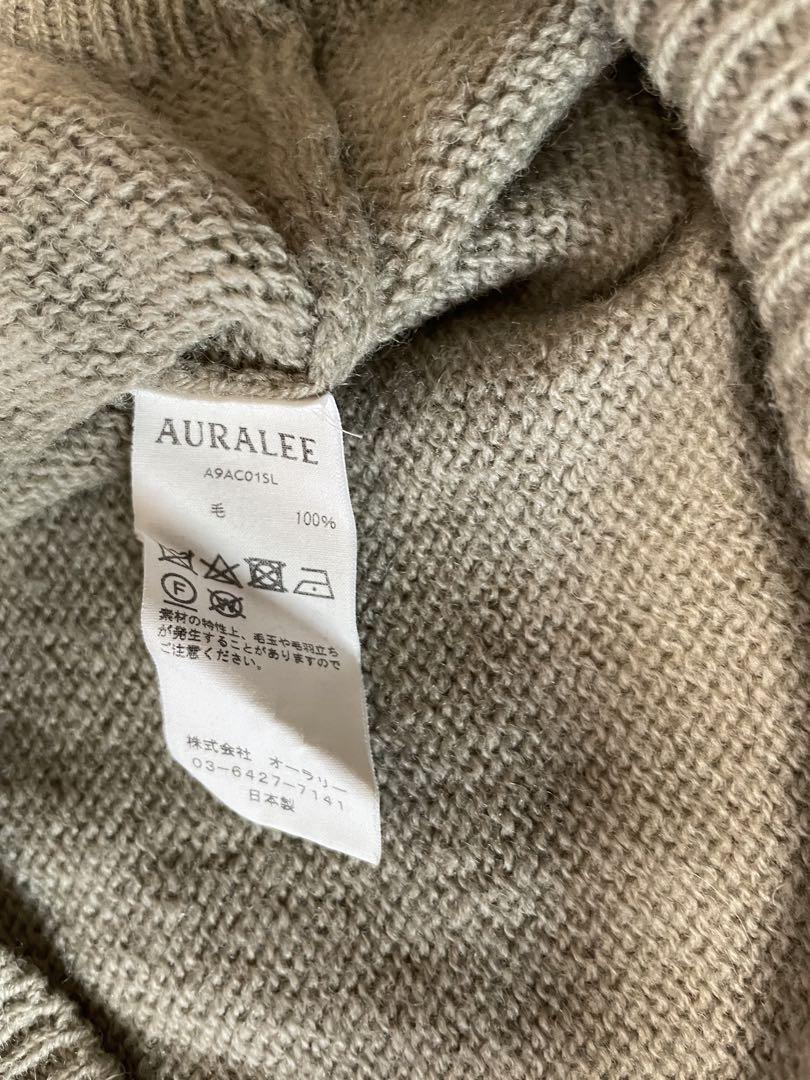 AURALEE
A9AC01SL
毛 100%
F
W
素材の特性上、毛玉や毛羽立ち
が発生することがありますので
ご注意ください。
株式会社 オーラリー
03-6427-7141
日本製